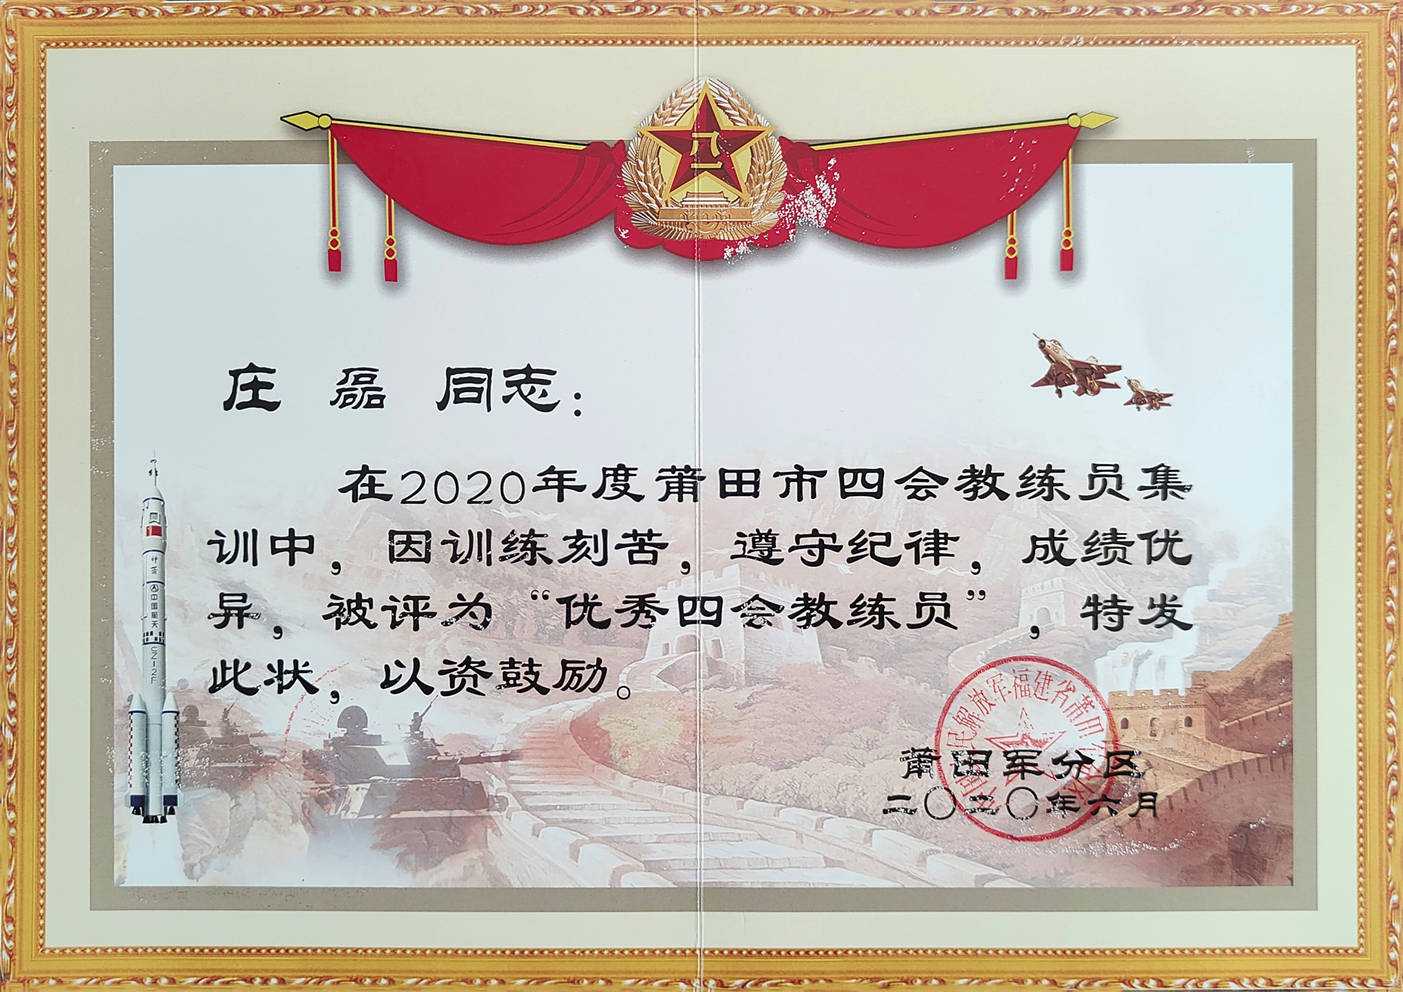 八一
庄 磊 同志：
在2020年度莆田市四会教练员集
训中，因训练刻苦，遵守纪律，成绩优
异，被评为“优秀四会教练员”，特发
此状，以资鼓励。
中国航天
CZ-2F
民解放军福建省莆田
莆田军分区
二〇二〇年六月